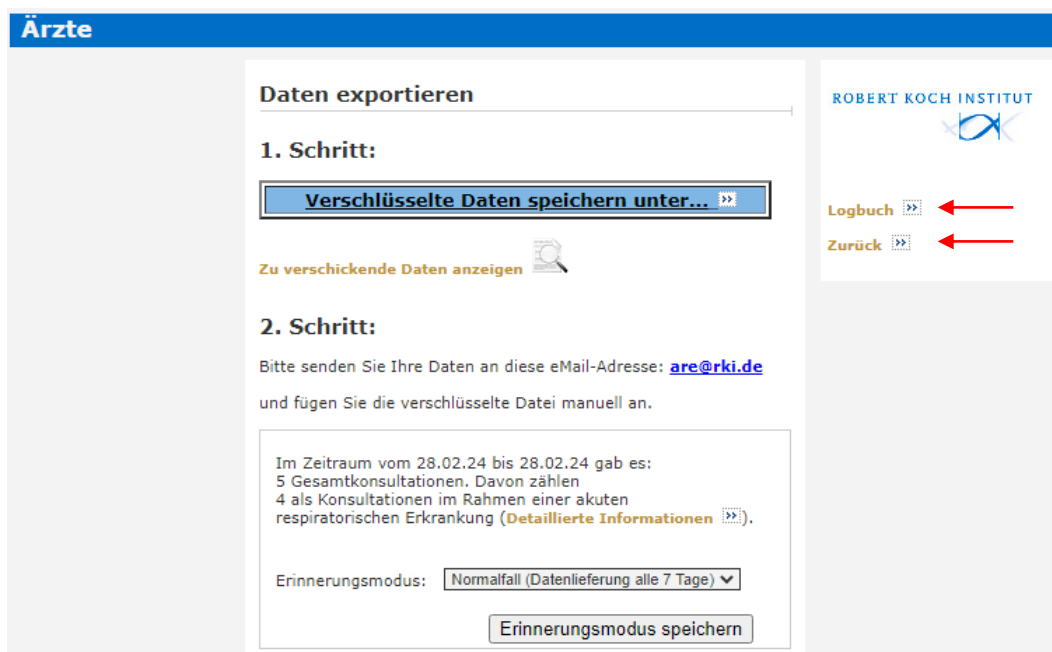 Ärzte
Daten exportieren
1. Schritt:
Verschlüsselte Daten speichern unter...
Zu verschickende Daten anzeigen
2. Schritt:
Bitte senden Sie Ihre Daten an diese eMail-Adresse: are@rki.de
und fügen Sie die verschlüsselte Datei manuell an.
Im Zeitraum vom 28.02.24 bis 28.02.24 gab es:
5 Gesamtkonsultationen. Davon zählen
4 als Konsultationen im Rahmen einer akuten
respiratorischen Erkrankung (Detaillierte Informationen ).
Erinnerungsmodus: Normalfall (Datenlieferung alle 7 Tage)
Erinnerungsmodus speichern
ROBERT KOCH INSTITUT
Logbuch
Zurück